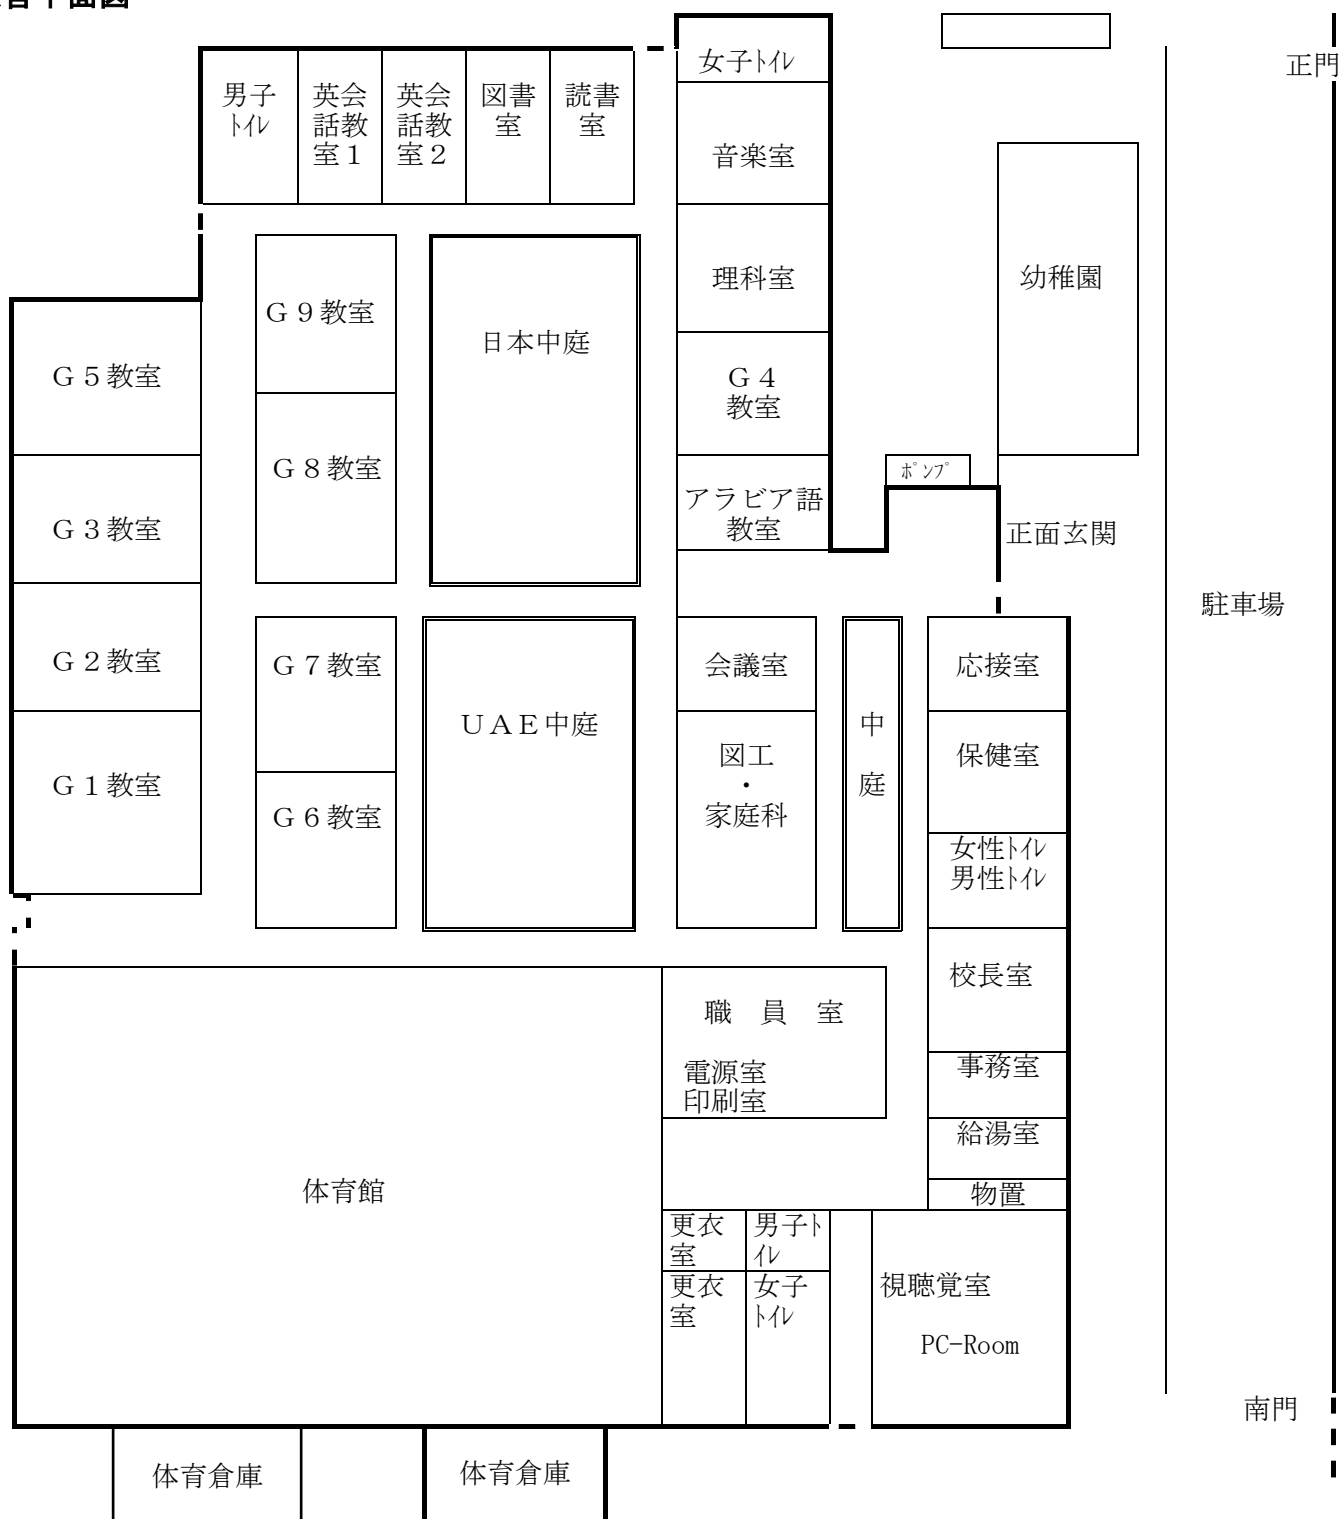 平面図
正門
女子ﾄｲﾚ
男子
ﾄｲﾚ
英会
話教
室１
英会
話教
室２
図書
室
読書
室
音楽室
理科室
幼稚園
Ｇ９教室
日本中庭
Ｇ５教室
Ｇ４
教室
Ｇ８教室
ﾎﾟﾝﾌﾟ
アラビア語
教室
Ｇ３教室
正面玄関
駐車場
Ｇ２教室
Ｇ７教室
会議室
応接室
ＵＡＥ中庭
中
庭
図工
・
家庭科
保健室
Ｇ１教室
Ｇ６教室
女性ﾄｲﾚ
男性ﾄｲﾚ
校長室
職　員　室
電源室
印刷室
事務室
給湯室
物置
体育館
更衣
室
男子ﾄ
ｲﾚ
更衣
室
女子
ﾄｲﾚ
視聴覚室
PC-Room
南門
体育倉庫
体育倉庫